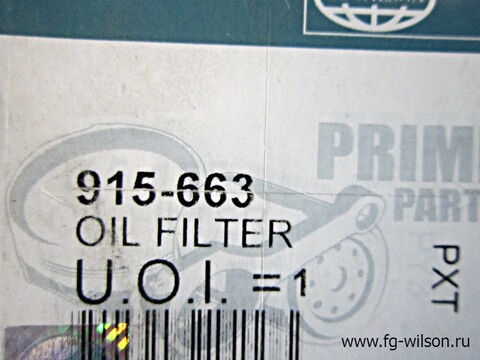 PRIM
PART
915-663
OIL FILTER
U.O.I. =1
PXT
www.fg-wilson.ru